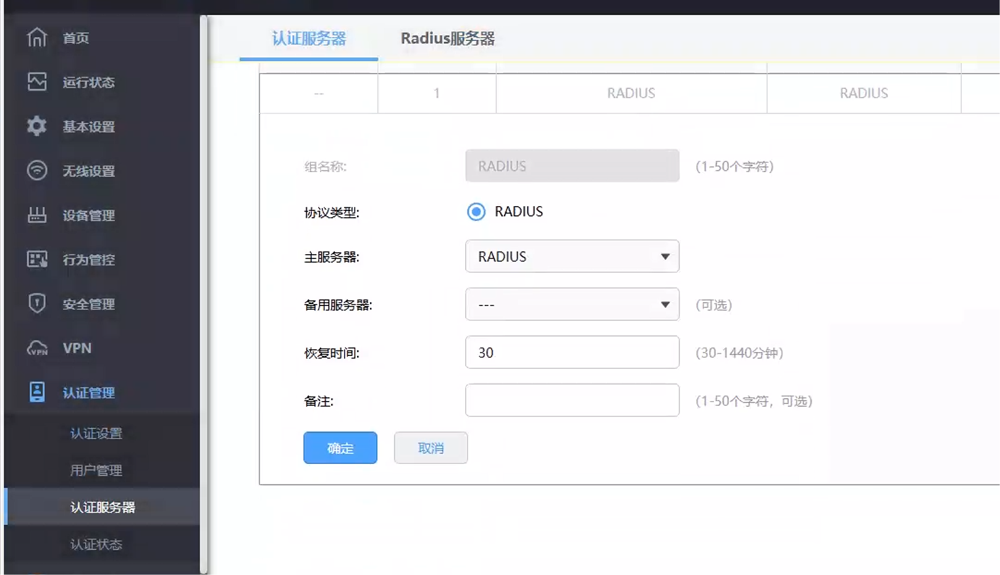 首页
运行状态
基本设置
无线设置
设备管理
行为管控
安全管理
VPN
认证管理
认证设置
用户管理
认证服务器
认证状态
认证服务器 Radius服务器
-- 1 RADIUS RADIUS
组名称: RADIUS (1-50个字符)
协议类型: RADIUS
主服务器: RADIUS
备用服务器: --- (可选)
恢复时间: 30 (30-1440分钟)
备注: (1-50个字符，可选)
确定 取消